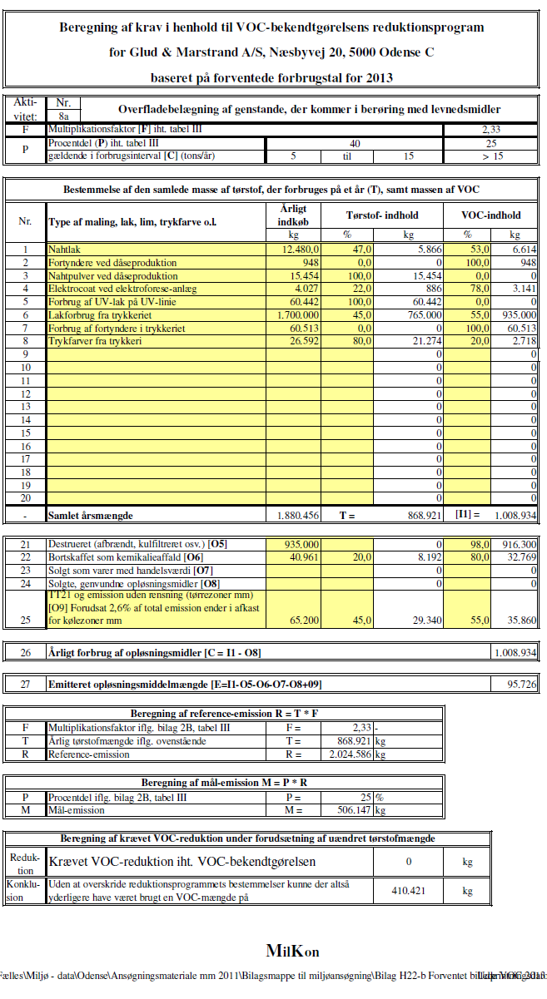 Beregning af krav i henhold til VOC-bekendtgørelsens reduktionsprogram
for Glud & Marstrand A/S, Næsbyvej 20, 5000 Odense C
baseret på forventede forbrugstal for 2013
Akti-vitet: Nr. 8a Overfladebelægning af genstande, der kommer i berøring med levnedsmidler
F Multiplikationsfaktor [F] iht. tabel III 2,33
P Procentdel (P) iht. tabel III 40 25
gældende i forbrugsinterval [C] (tons/år) 5 til 15 > 15
Bestemmelse af den samlede masse af tørstof, der forbruges på et år (T), samt massen af VOC
Nr. Type af maling, lak, lim, trykfarve o.l. Årligt indkøb Tørstof- indhold VOC-indhold
kg % kg % kg
1 Nahtlak 12.480,0 47,0 5.866 53,0 6.614
2 Fortyndere ved dåseproduktion 948 0,0 0 100,0 948
3 Nahtpulver ved dåseproduktion 15.454 100,0 15.454 0,0 0
4 Elektrocoat ved elektroforese-anlæg 4.027 22,0 886 78,0 3.141
5 Forbrug af UV-lak på UV-linie 60.442 100,0 60.442 0,0 0
6 Lakforbrug fra trykkeriet 1.700.000 45,0 765.000 55,0 935.000
7 Forbrug af fortyndere i trykkeriet 60.513 0,0 0 100,0 60.513
8 Trykfarver fra trykkeri 26.592 80,0 21.274 20,0 2.718
9 0 0
10 0 0
11 0 0
12 0 0
13 0 0
14 0 0
15 0 0
16 0 0
17 0 0
18 0 0
19 0 0
20 0 0
- Samlet årsmængde 1.880.456 T = 868.921 [I1] = 1.008.934
21 Destrueret (afbrændt, kulfiltreret osv.) [O5] 935.000 0 98,0 916.300
22 Bortskaffet som kemikalieaffald [O6] 40.961 20,0 8.192 80,0 32.769
23 Solgt som varer med handelsværdi [O7] 0 0
24 Solgte, genvundne opløsningsmidler [O8] 0 0
TT21 og emission uden rensning (tørrezoner mm)
[O9] Forudsat 2,6% af total emission ender i afkast
25 for kølezoner mm 65.200 45,0 29.340 55,0 35.860
26 Årligt forbrug af opløsningsmidler [C = I1 - O8] 1.008.934
27 Emitteret opløsningsmiddelmængde [E=I1-O5-O6-O7-O8+09] 95.726
Beregning af reference-emission R = T * F
F Multiplikationsfaktor iflg. bilag 2B, tabel III F = 2,33 -
T Årlig tørstofmængde iflg. ovenstående T = 868.921 kg
R Reference-emission R = 2.024.586 kg
Beregning af mål-emission M = P * R
P Procentdel iflg. bilag 2B, tabel III P = 25 %
M Mål-emission M = 506.147 kg
Beregning af krævet VOC-reduktion under forudsætning af uændret tørstofmængde
Reduk-tion Krævet VOC-reduktion iht. VOC-bekendtgørelsen 0 kg
Konklu-sion Uden at overskride reduktionsprogrammets bestemmelser kunne der altså
yderligere have været brugt en VOC-mængde på 410.421 kg
MilKon
Fælles\Miljø - data\Odense\Ansøgningsmateriale mm 2011\Bilagsmappe til miljøansøgning\Bilag H22-b Forventet